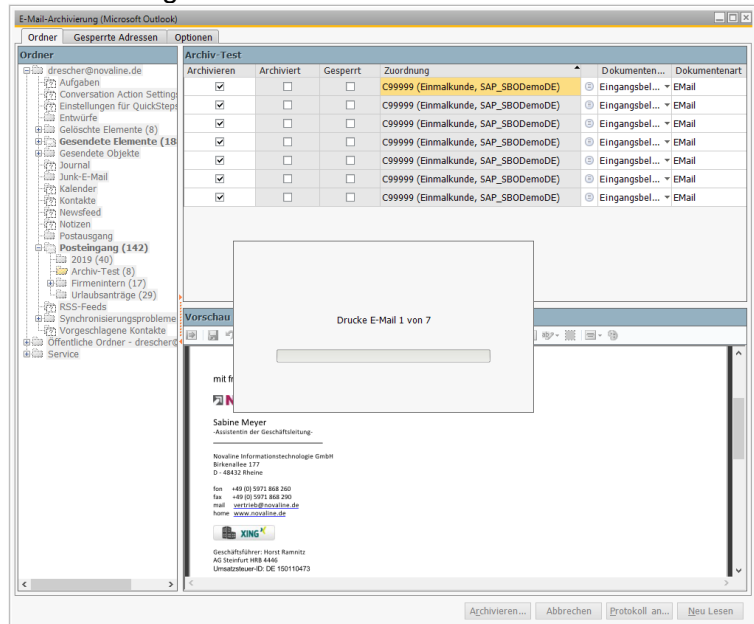 E-Mail-Archivierung (Microsoft Outlook)
Ordner Gesperrte Adressen Optionen
Ordner
drescher@novaline.de
Aufgaben
Conversation Action Settings
Einstellungen für QuickSteps
Entwürfe
Gelöschte Elemente (8)
Gesendete Elemente (18
Gesendete Objekte
Journal
Junk-E-Mail
Kalender
Kontakte
Newsfeed
Notizen
Postausgang
Posteingang (142)
2019 (40)
Archiv-Test (8)
Firmenintern (17)
Urlaubsanträge (29)
RSS-Feeds
Synchronisierungsprobleme
Vorgeschlagene Kontakte
Öffentliche Ordner - drescher@
Service
Archiv-Test
Archivieren Archiviert Gesperrt Zuordnung Dokumenten... Dokumentenart
C99999 (Einmalkunde, SAP_SBODemoDE) Eingangsbel... EMail
C99999 (Einmalkunde, SAP_SBODemoDE) Eingangsbel... EMail
C99999 (Einmalkunde, SAP_SBODemoDE) Eingangsbel... EMail
C99999 (Einmalkunde, SAP_SBODemoDE) Eingangsbel... EMail
C99999 (Einmalkunde, SAP_SBODemoDE) Eingangsbel... EMail
C99999 (Einmalkunde, SAP_SBODemoDE) Eingangsbel... EMail
Drucke E-Mail 1 von 7
Vorschau
mit fr
N
Sabine Meyer
-Assistentin der Geschäftsleitung-
Novaline Informationstechnologie GmbH
Birkenallee 177
D - 48432 Rheine
fon +49 (0) 5971 868 260
fax +49 (0) 5971 868 290
mail vertrieb@novaline.de
home www.novaline.de
XING
Geschäftsführer: Horst Ramnitz
AG Steinfurt HRB 4446
Umsatzsteuer-ID: DE 150110473
Archivieren... Abbrechen Protokoll an... Neu Lesen